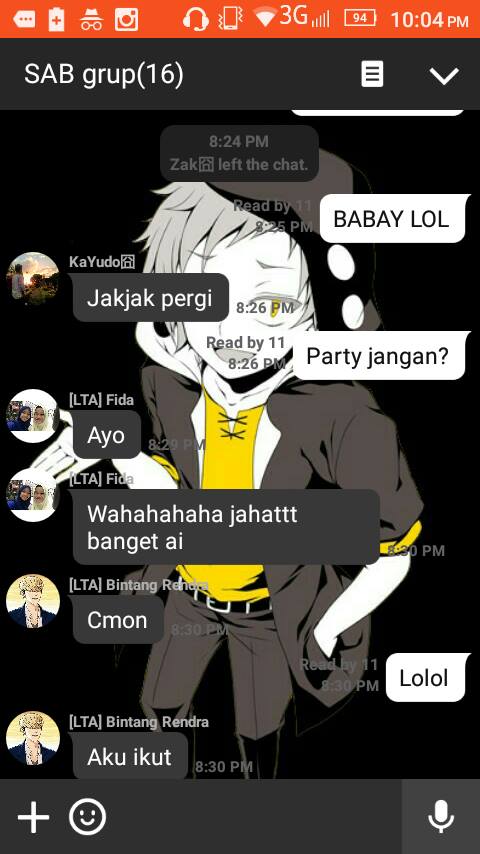 3G
94
10:04 PM
SAB grup(16)
8:24 PM
Zak囧 left the chat.
Read by 11
8:25 PM
BABAY LOL
KaYudo囧
Jakjak pergi
8:26 PM
Read by 11
8:26 PM
Party jangan?
[LTA] Fida
Ayo
8:29 PM
[LTA] Fida
Wahahahaha jahattt
banget ai
8:30 PM
[LTA] Bintang Rendra
Cmon
8:30 PM
Read by 11
8:30 PM
Lolol
[LTA] Bintang Rendra
Aku ikut
8:30 PM